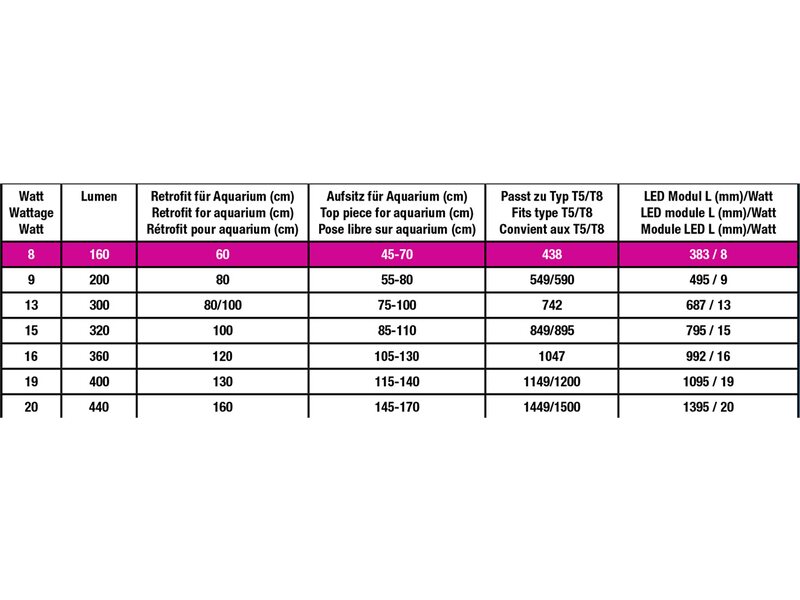 Watt Lumen Retrofit für Aquarium (cm) Aufsitz für Aquarium (cm) Passt zu Typ T5/T8 LED Modul L (mm)/Watt
Wattage Retrofit for aquarium (cm) Top piece for aquarium (cm) Fits type T5/T8 LED module L (mm)/Watt
Watt Rétrofit pour aquarium (cm) Pose libre sur aquarium (cm) Convient aux T5/T8 Module LED L (mm)/Watt
8 160 60 45-70 438 383 / 8
9 200 80 55-80 549/590 495 / 9
13 300 80/100 75-100 742 687 / 13
15 320 100 85-110 849/895 795 / 15
16 360 120 105-130 1047 992 / 16
19 400 130 115-140 1149/1200 1095 / 19
20 440 160 145-170 1449/1500 1395 / 20